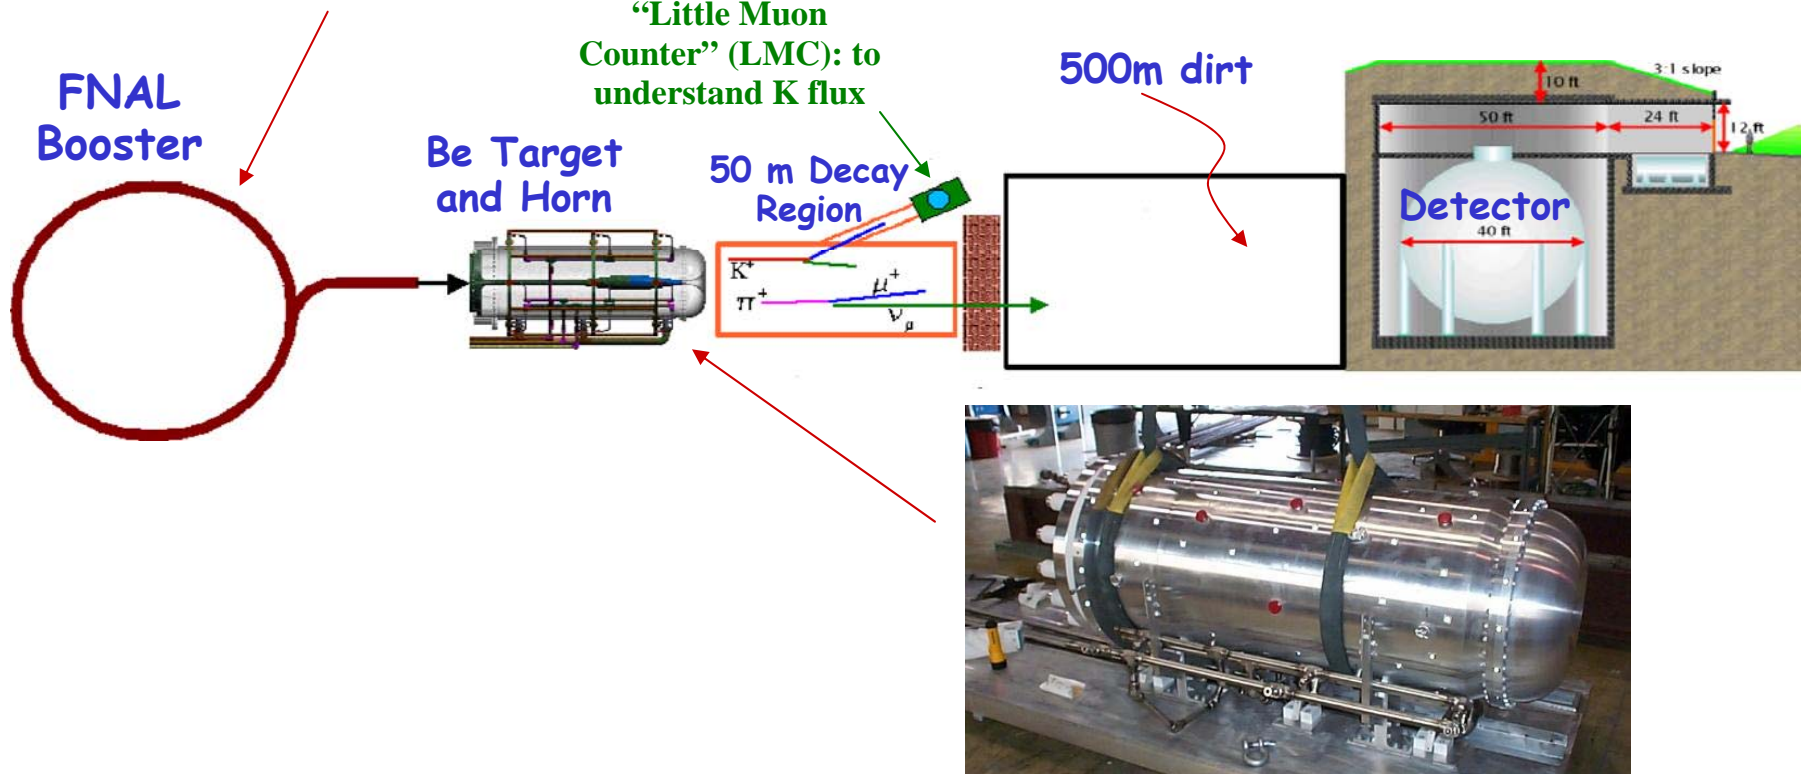 “Little Muon
Counter” (LMC): to
understand K flux
FNAL
Booster
Be Target
and Horn
50 m Decay
Region
500m dirt
3:1 slope
10 ft
50 ft
24 ft
12 ft
Detector
40 ft
K+
π+
μ+
νμ